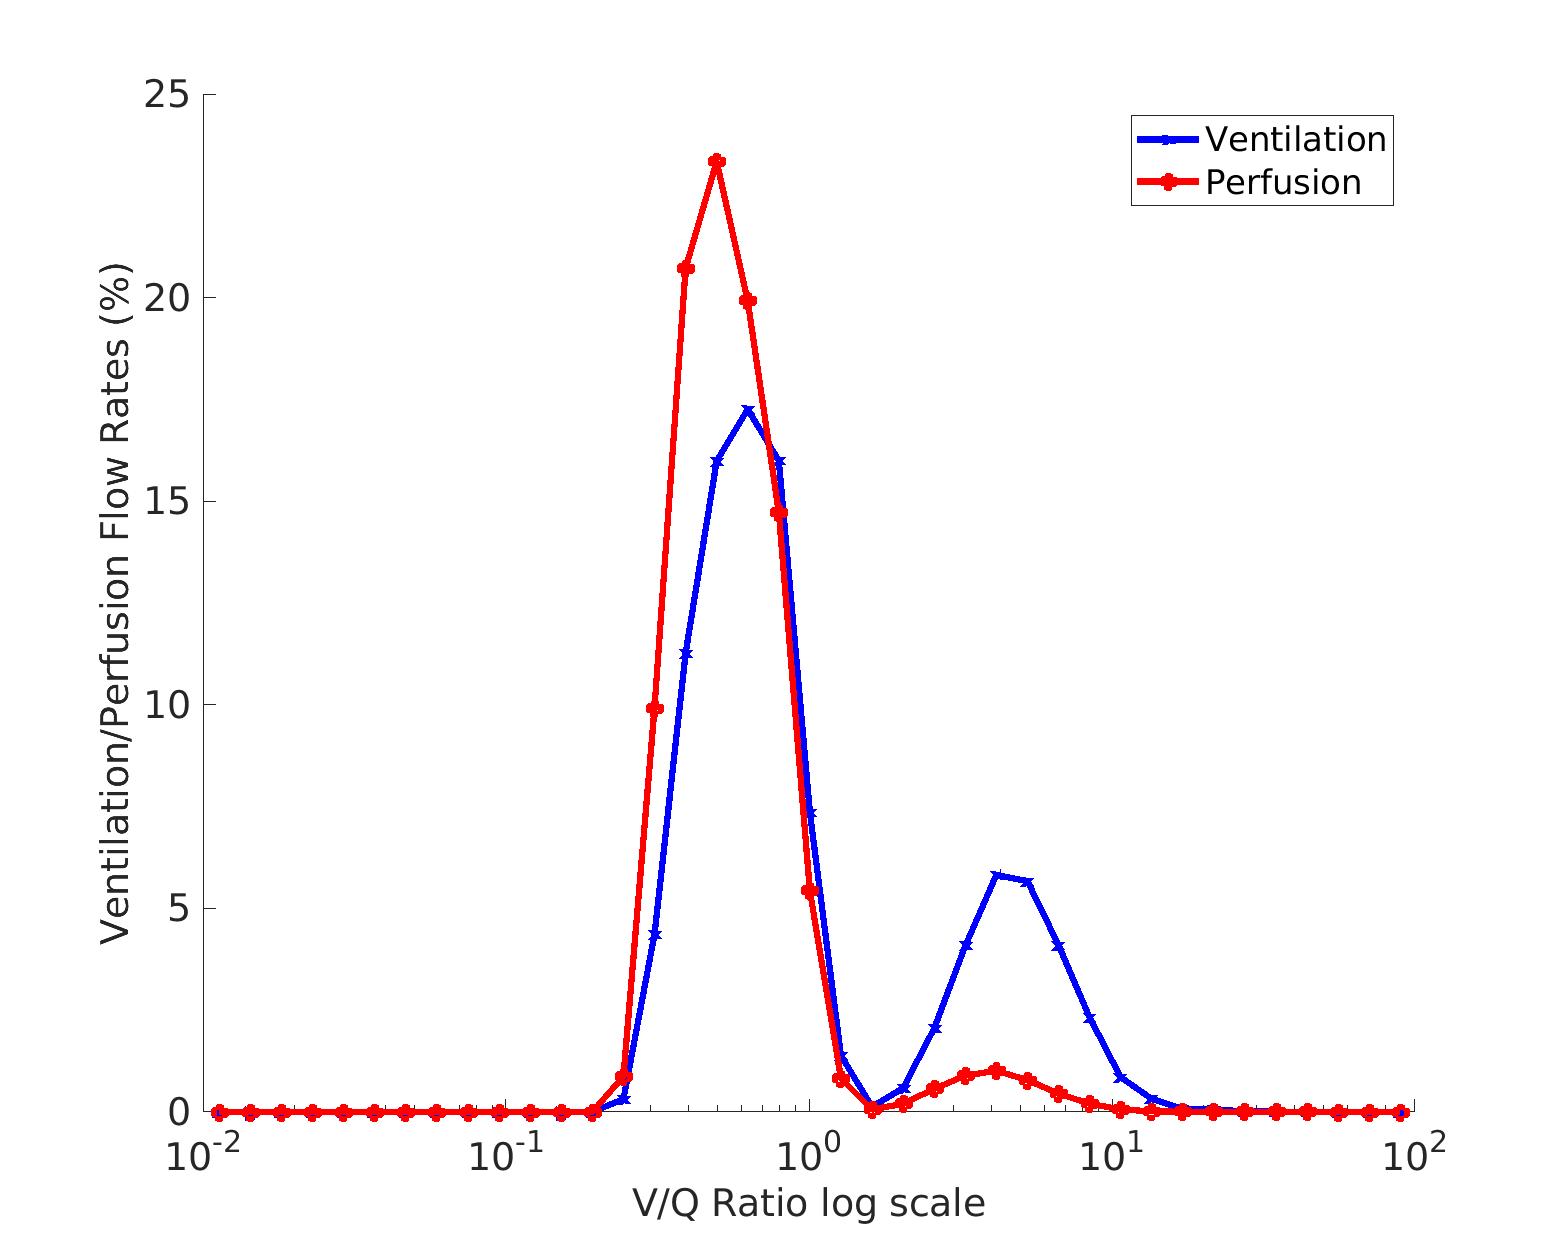 25
20
15
10
5
0
Ventilation/Perfusion Flow Rates (%)
Ventilation
Perfusion
10-2
10-1
100
101
102
V/Q Ratio log scale